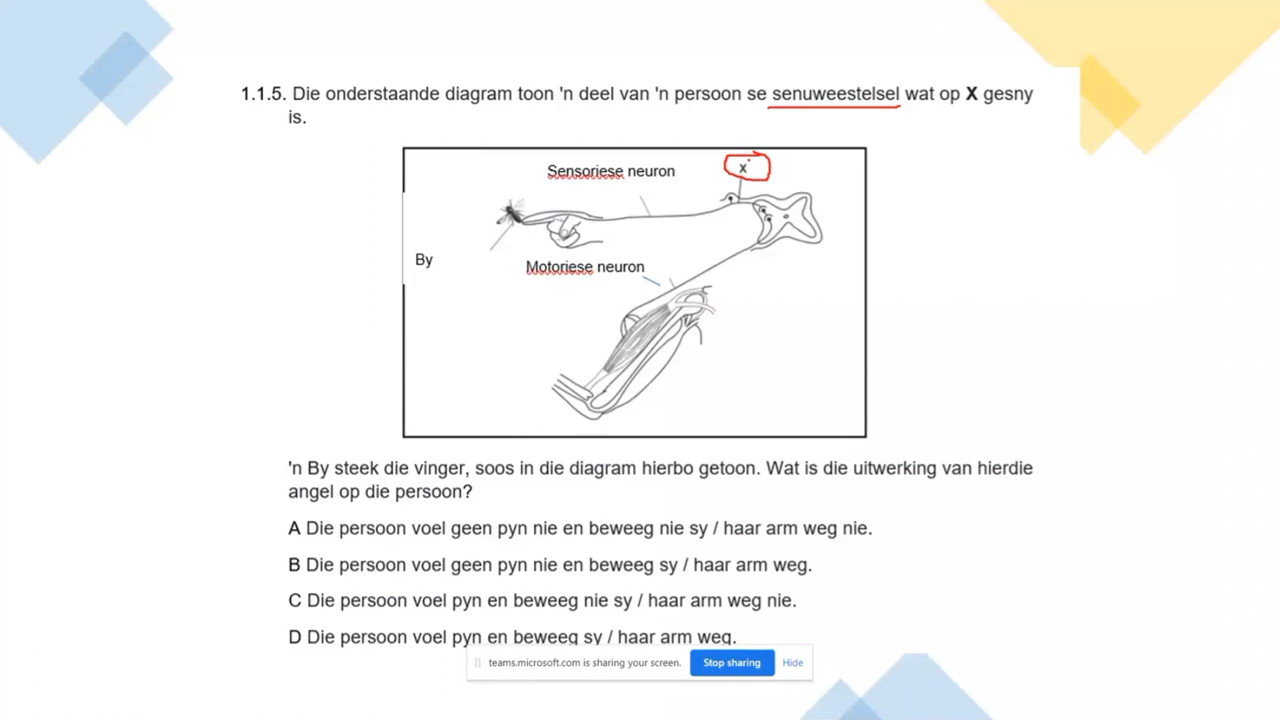 1.1.5. Die onderstaande diagram toon 'n deel van 'n persoon se senuweestelsel wat op X gesny
is.
Sensoriese neuron
X
By
Motoriese neuron
'n By steek die vinger, soos in die diagram hierbo getoon. Wat is die uitwerking van hierdie
angel op die persoon?
A Die persoon voel geen pyn nie en beweeg nie sy / haar arm weg nie.
B Die persoon voel geen pyn nie en beweeg sy / haar arm weg.
C Die persoon voel pyn en beweeg nie sy / haar arm weg nie.
D Die persoon voel pyn en beweeg sy / haar arm weg.
teams.microsoft.com is sharing your screen. Stop sharing Hide